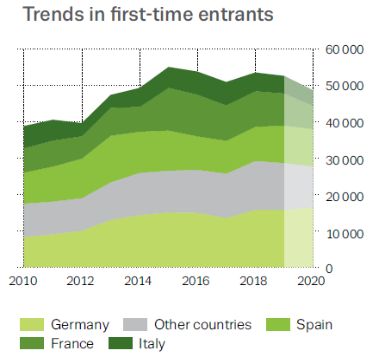 Trends in first-time entrants
60 000
50 000
40 000
30 000
20 000
10 000
0
2010 2012 2014 2016 2018 2020
Germany Other countries Spain
France Italy